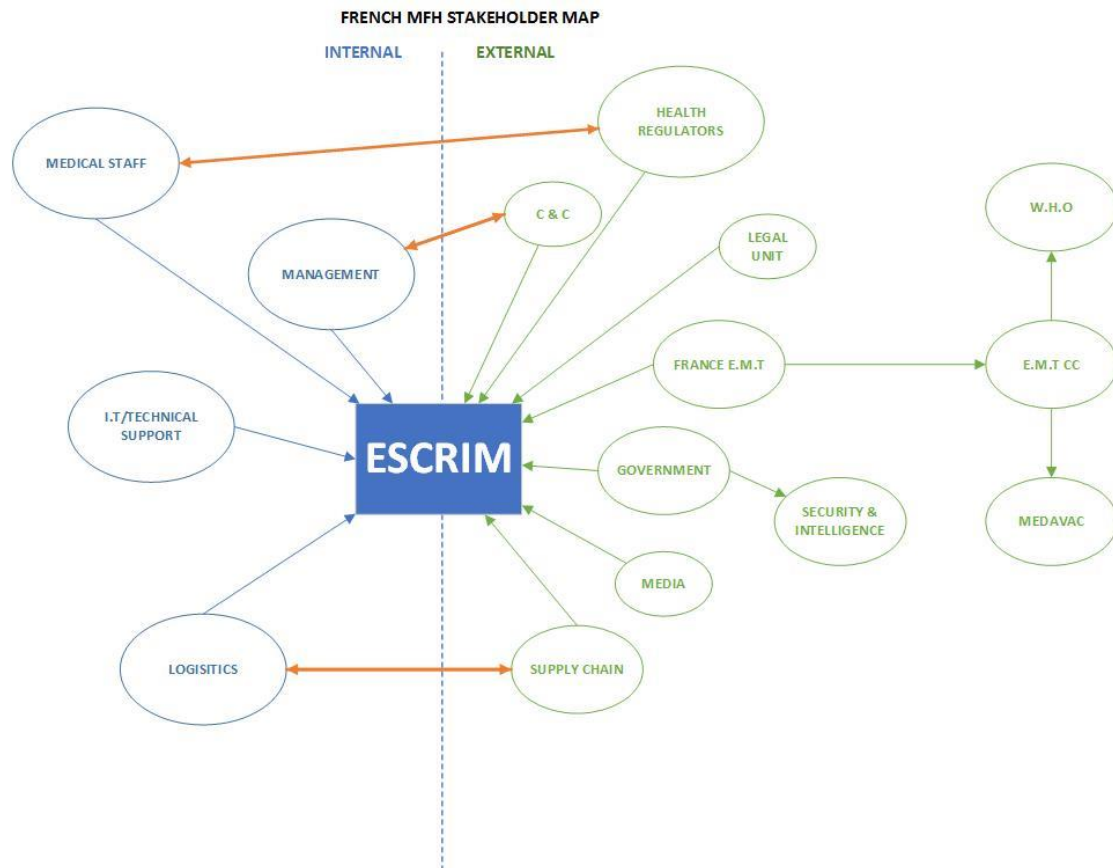 FRENCH MFH STAKEHOLDER MAP
INTERNAL
EXTERNAL
HEALTH
REGULATORS
MEDICAL STAFF
C & C
W.H.O
LEGAL
UNIT
MANAGEMENT
FRANCE E.M.T
E.M.T CC
I.T/TECHNICAL
SUPPORT
ESCRIM
GOVERNMENT
SECURITY &
INTELLIGENCE
MEDAVAC
MEDIA
LOGISITICS
SUPPLY CHAIN